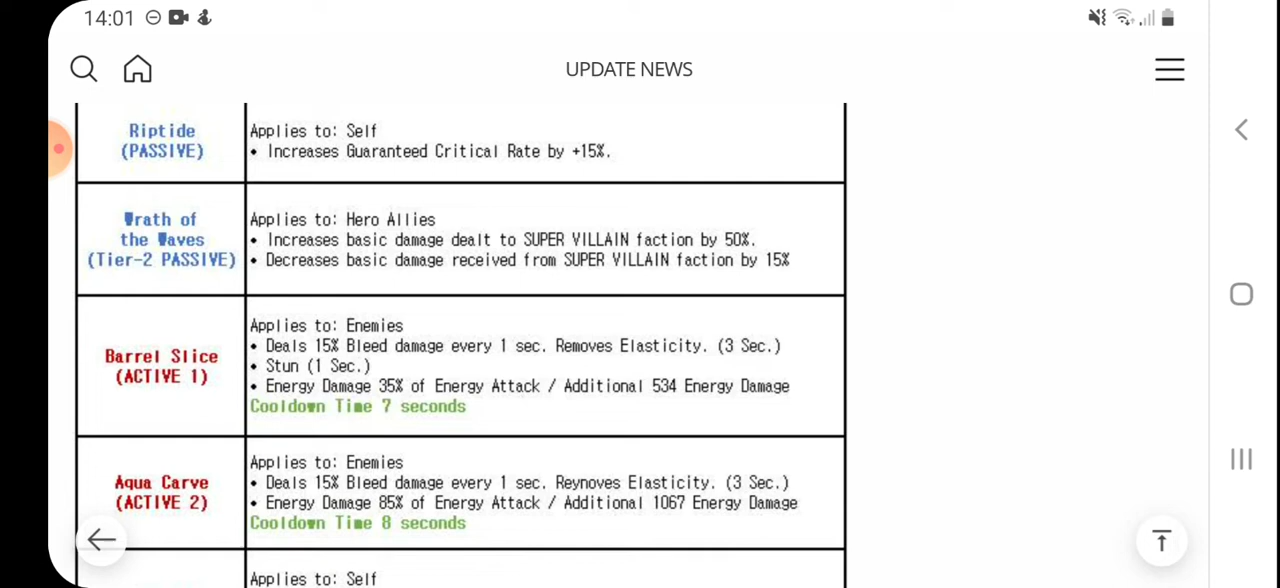 14:01
UPDATE NEWS
Riptide
(PASSIVE)
Applies to: Self
• Increases Guaranteed Critical Rate by +15%.
Wrath of
the Waves
(Tier-2 PASSIVE)
Applies to: Hero Allies
• Increases basic damage dealt to SUPER VILLAIN faction by 50%.
• Decreases basic damage received from SUPER VILLAIN faction by 15%
Barrel Slice
(ACTIVE 1)
Applies to: Enemies
• Deals 15% Bleed damage every 1 sec. Removes Elasticity. (3 Sec.)
• Stun (1 Sec.)
• Energy Damage 35% of Energy Attack / Additional 534 Energy Damage
Cooldown Time 7 seconds
Aqua Carve
(ACTIVE 2)
Applies to: Enemies
• Deals 15% Bleed damage every 1 sec. Reynoves Elasticity. (3 Sec.)
• Energy Damage 85% of Energy Attack / Additional 1067 Energy Damage
Cooldown Time 8 seconds
Applies to: Self